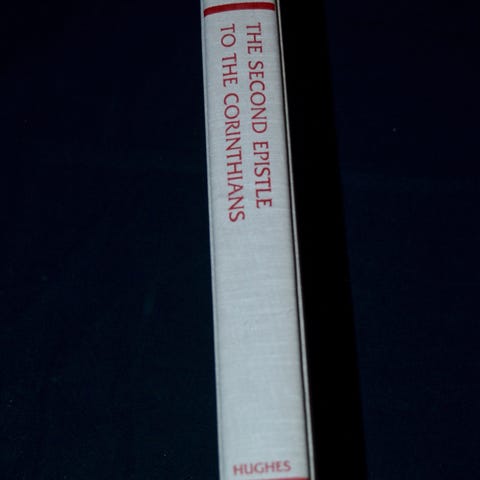 THE SECOND EPISTLE
TO THE CORINTHIANS
HUGHES